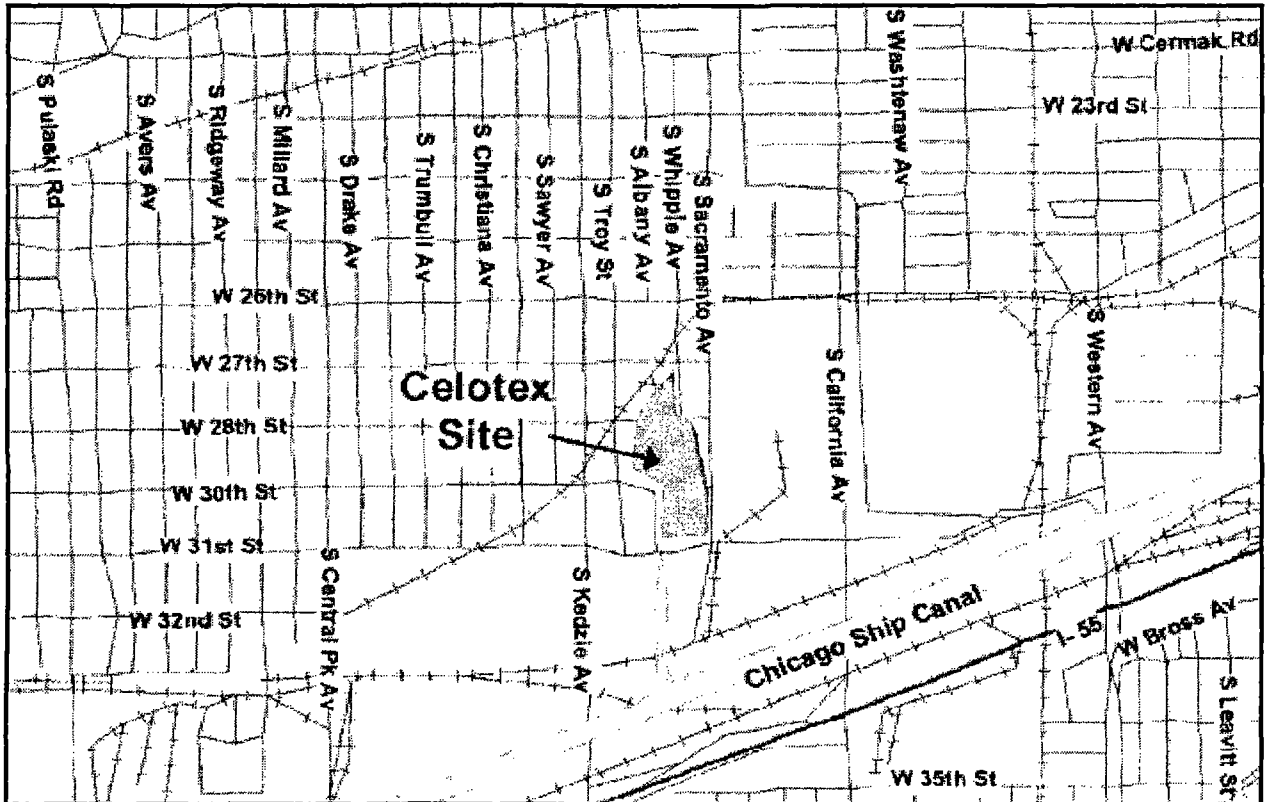 W Cermak Rd
W 23rd St
S Pulaski Rd
S Avers Av
S Ridgeway Av
S Millard Av
S Drake Av
S Trumbull Av
S Christiana Av
S Sawyer Av
S Troy St
S Albany Av
S Whipple Av
S Sacramento Av
S Washtenaw Av
W 26th St
W 27th St
Celotex
Site
W 28th St
W 30th St
W 31st St
W 32nd St
S Central Pk Av
S Kedzie Av
S California Av
S Western Av
Chicago Ship Canal
I- 55
W Bross Av
S Leavitt St
W 35th St